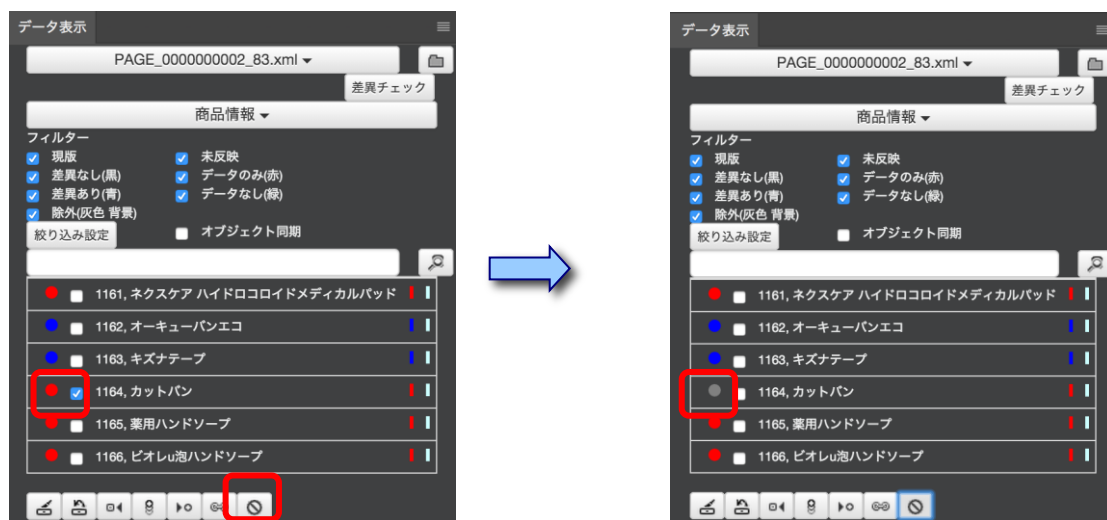 データ表示
PAGE_0000000002_83.xml
差異チェック
商品情報
フィルター
現版 未反映
差異なし(黒) データのみ(赤)
差異あり(青) データなし(緑)
除外(灰色 背景)
絞り込み設定 オブジェクト同期
1161, ネクスケア ハイドロコロイドメディカルパッド
1162, オーキューバンエコ
1163, キズナテープ
1164, カットバン
1165, 薬用ハンドソープ
1166, ビオレu泡ハンドソープ
データ表示
PAGE_0000000002_83.xml
差異チェック
商品情報
フィルター
現版 未反映
差異なし(黒) データのみ(赤)
差異あり(青) データなし(緑)
除外(灰色 背景)
絞り込み設定 オブジェクト同期
1161, ネクスケア ハイドロコロイドメディカルパッド
1162, オーキューバンエコ
1163, キズナテープ
1164, カットバン
1165, 薬用ハンドソープ
1166, ビオレu泡ハンドソープ